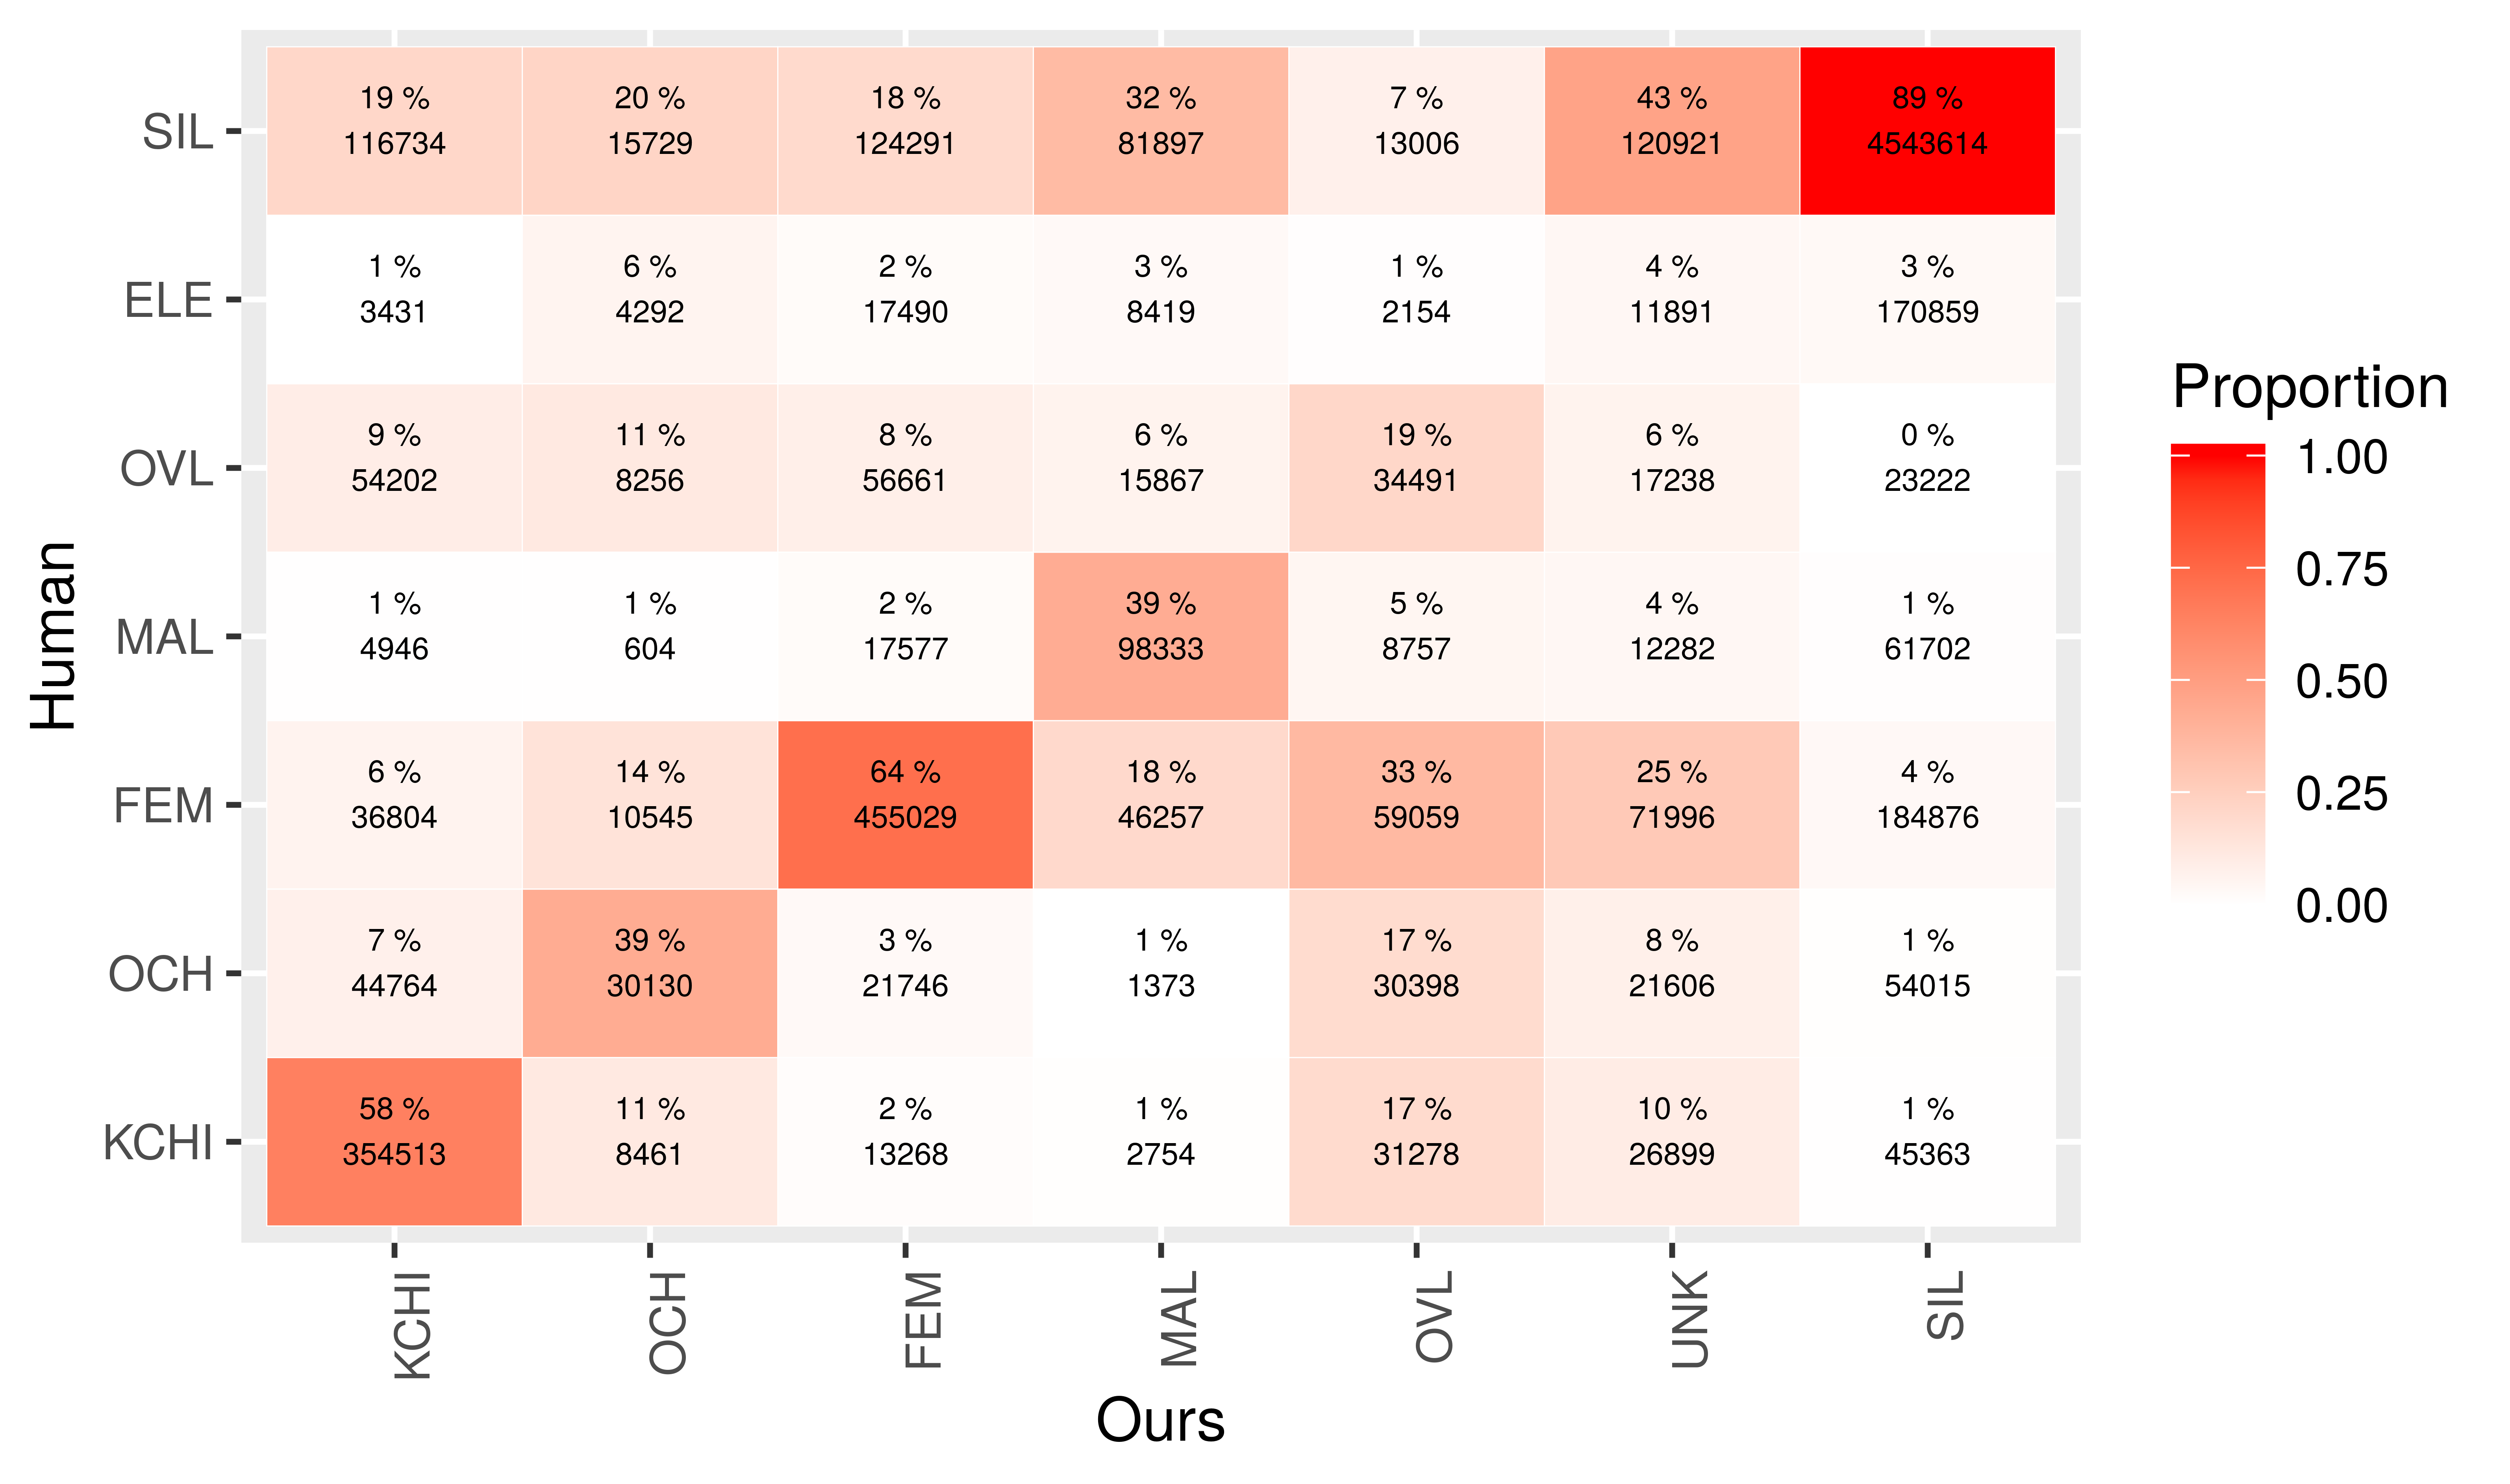 SIL
19 % 20 % 18 % 32 % 7 % 43 % 89 %
116734 15729 124291 81897 13006 120921 4543614
ELE
1 % 6 % 2 % 3 % 1 % 4 % 3 %
3431 4292 17490 8419 2154 11891 170859
OVL
9 % 11 % 8 % 6 % 19 % 6 % 0 %
54202 8256 56661 15867 34491 17238 23222
MAL
1 % 1 % 2 % 39 % 5 % 4 % 1 %
4946 604 17577 98333 8757 12282 61702
FEM
6 % 14 % 64 % 18 % 33 % 25 % 4 %
36804 10545 455029 46257 59059 71996 184876
OCH
7 % 39 % 3 % 1 % 17 % 8 % 1 %
44764 30130 21746 1373 30398 21606 54015
KCHI
58 % 11 % 2 % 1 % 17 % 10 % 1 %
354513 8461 13268 2754 31278 26899 45363
Human
KCHI OCH FEM MAL OVL UNK SIL
Ours
Proportion
1.00
0.75
0.50
0.25
0.00